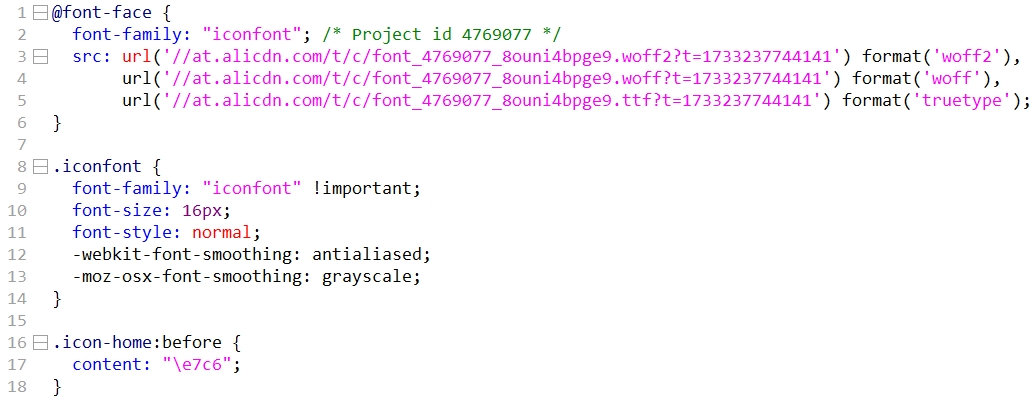 1 @font-face {
2   font-family: "iconfont"; /* Project id 4769077 */
3   src: url('//at.alicdn.com/t/c/font_4769077_8ouni4bpge9.woff2?t=1733237744141') format('woff2'),
4        url('//at.alicdn.com/t/c/font_4769077_8ouni4bpge9.woff?t=1733237744141') format('woff'),
5        url('//at.alicdn.com/t/c/font_4769077_8ouni4bpge9.ttf?t=1733237744141') format('truetype');
6 }
7
8 .iconfont {
9   font-family: "iconfont" !important;
10   font-size: 16px;
11   font-style: normal;
12   -webkit-font-smoothing: antialiased;
13   -moz-osx-font-smoothing: grayscale;
14 }
15
16 .icon-home:before {
17   content: "\e7c6";
18 }